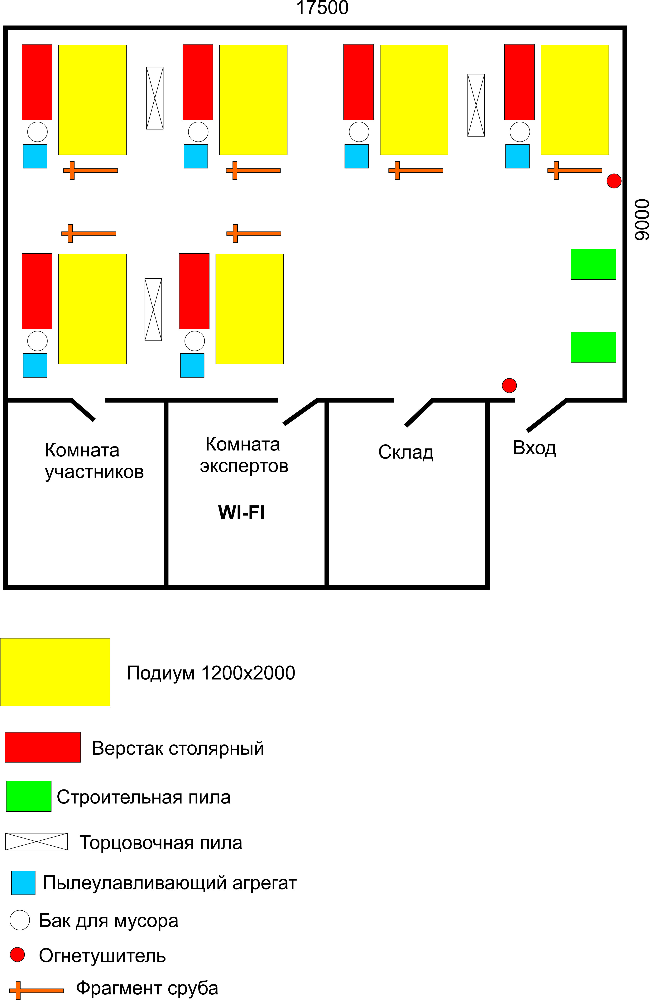 17500
9000
Комната
участников
Комната
экспертов
WI-FI
Склад
Вход
Подиум 1200х2000
Верстак столярный
Строительная пила
Торцовочная пила
Пылеулавливающий агрегат
Бак для мусора
Огнетушитель
Фрагмент сруба